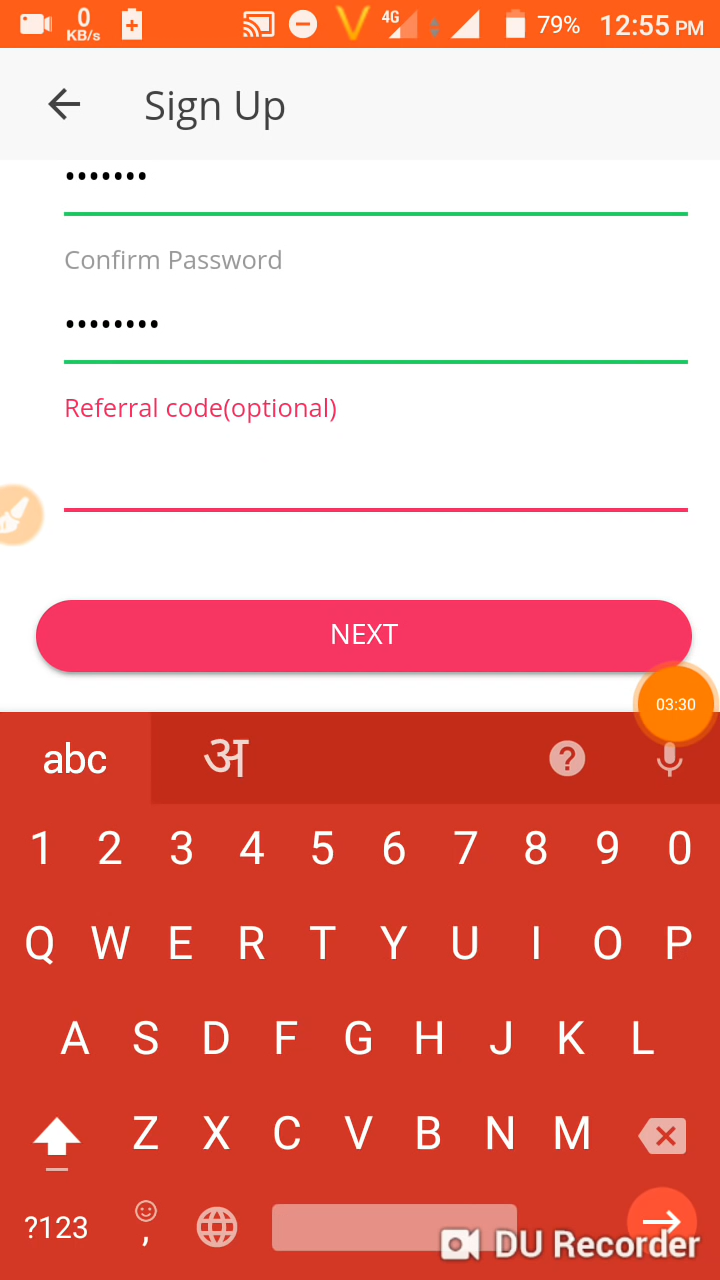 0
KB/s
4G
79%
12:55 PM
Sign Up
•••••••
Confirm Password
••••••••
Referral code(optional)
NEXT
03:30
abc अ ?
1 2 3 4 5 6 7 8 9 0
Q W E R T Y U I O P
A S D F G H J K L
Z X C V B N M
?123 ,
DU Recorder